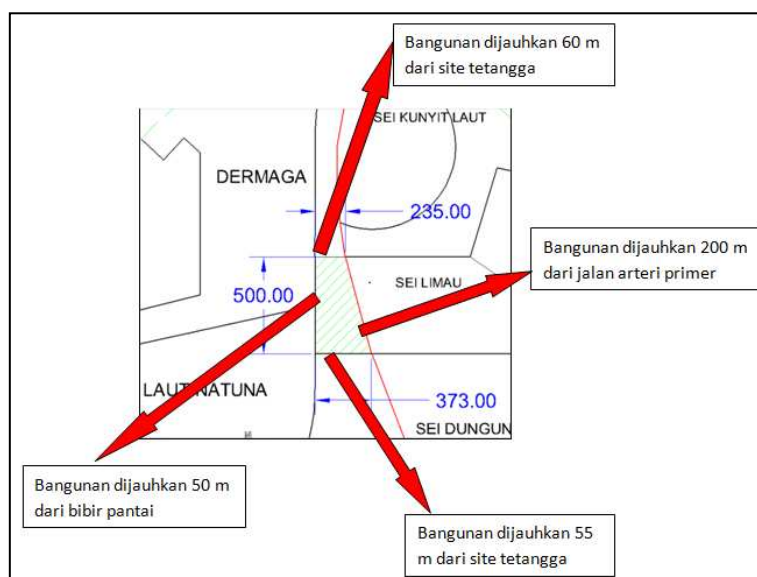 Bangunan dijauhkan 60 m
dari site tetangga
SEI KUNYIT LAUT
DERMAGA
235.00
Bangunan dijauhkan 200 m
dari jalan arteri primer
SEI LIMAU
500.00
LAUT NATUNA
373.00
SEI DUNGUN
Bangunan dijauhkan 50 m
dari bibir pantai
Bangunan dijauhkan 55
m dari site tetangga